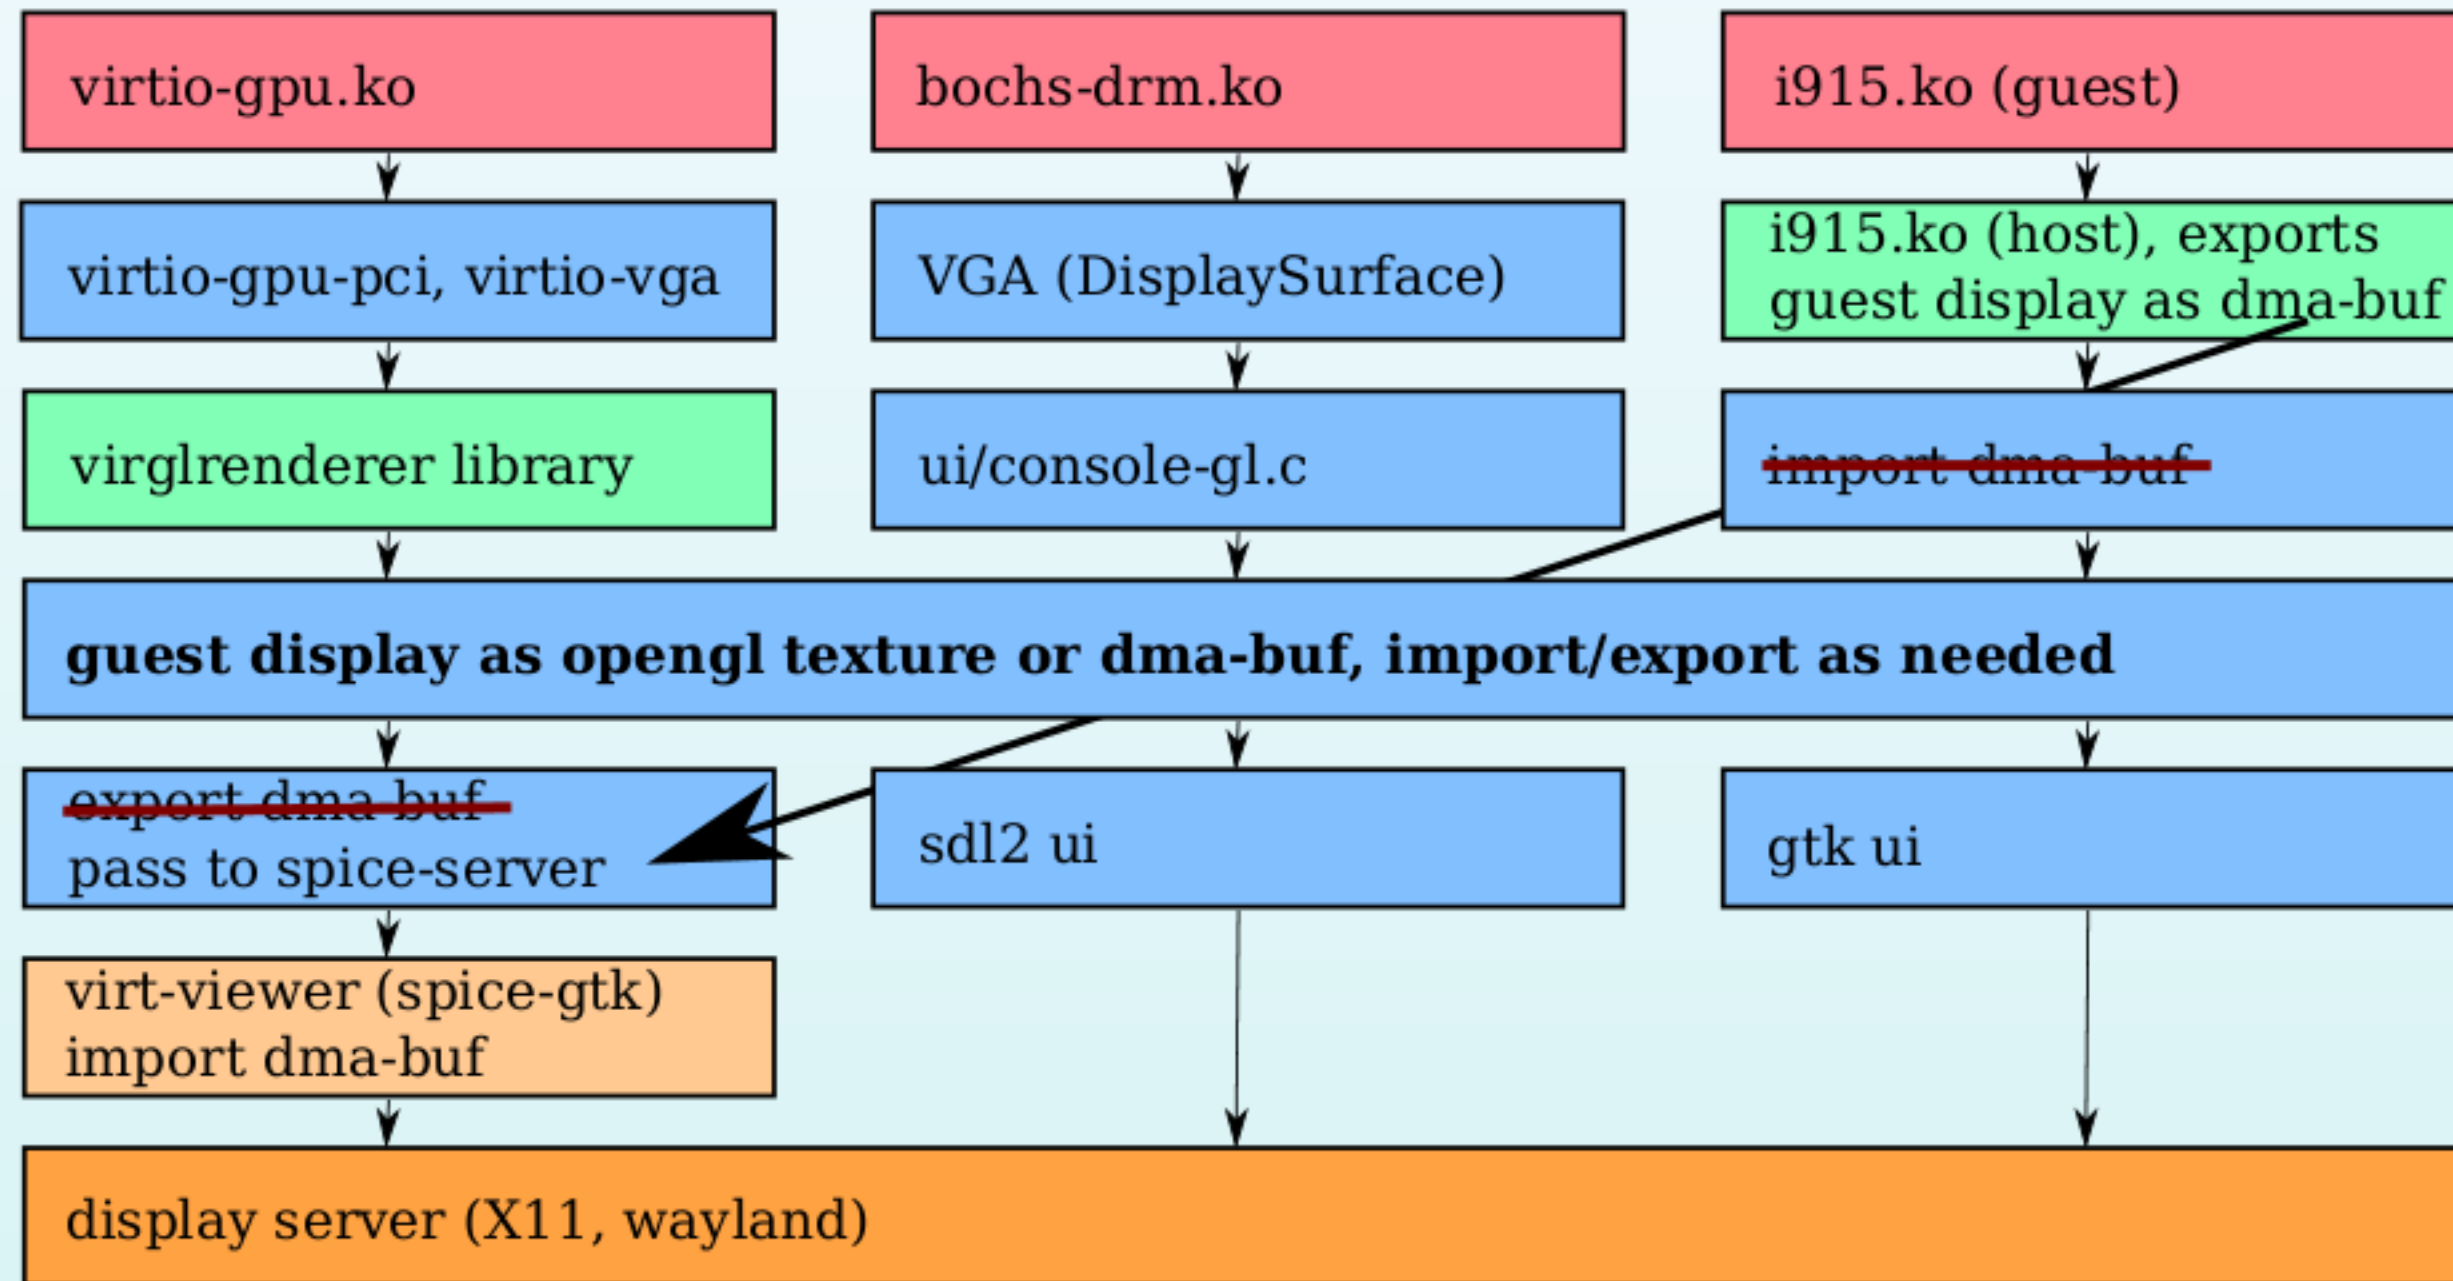 virtio-gpu.ko
bochs-drm.ko
i915.ko (guest)
virtio-gpu-pci, virtio-vga
VGA (DisplaySurface)
i915.ko (host), exports
guest display as dma-buf
virglrenderer library
ui/console-gl.c
import dma-buf
guest display as opengl texture or dma-buf, import/export as needed
export dma-buf
pass to spice-server
sdl2 ui
gtk ui
virt-viewer (spice-gtk)
import dma-buf
display server (X11, wayland)